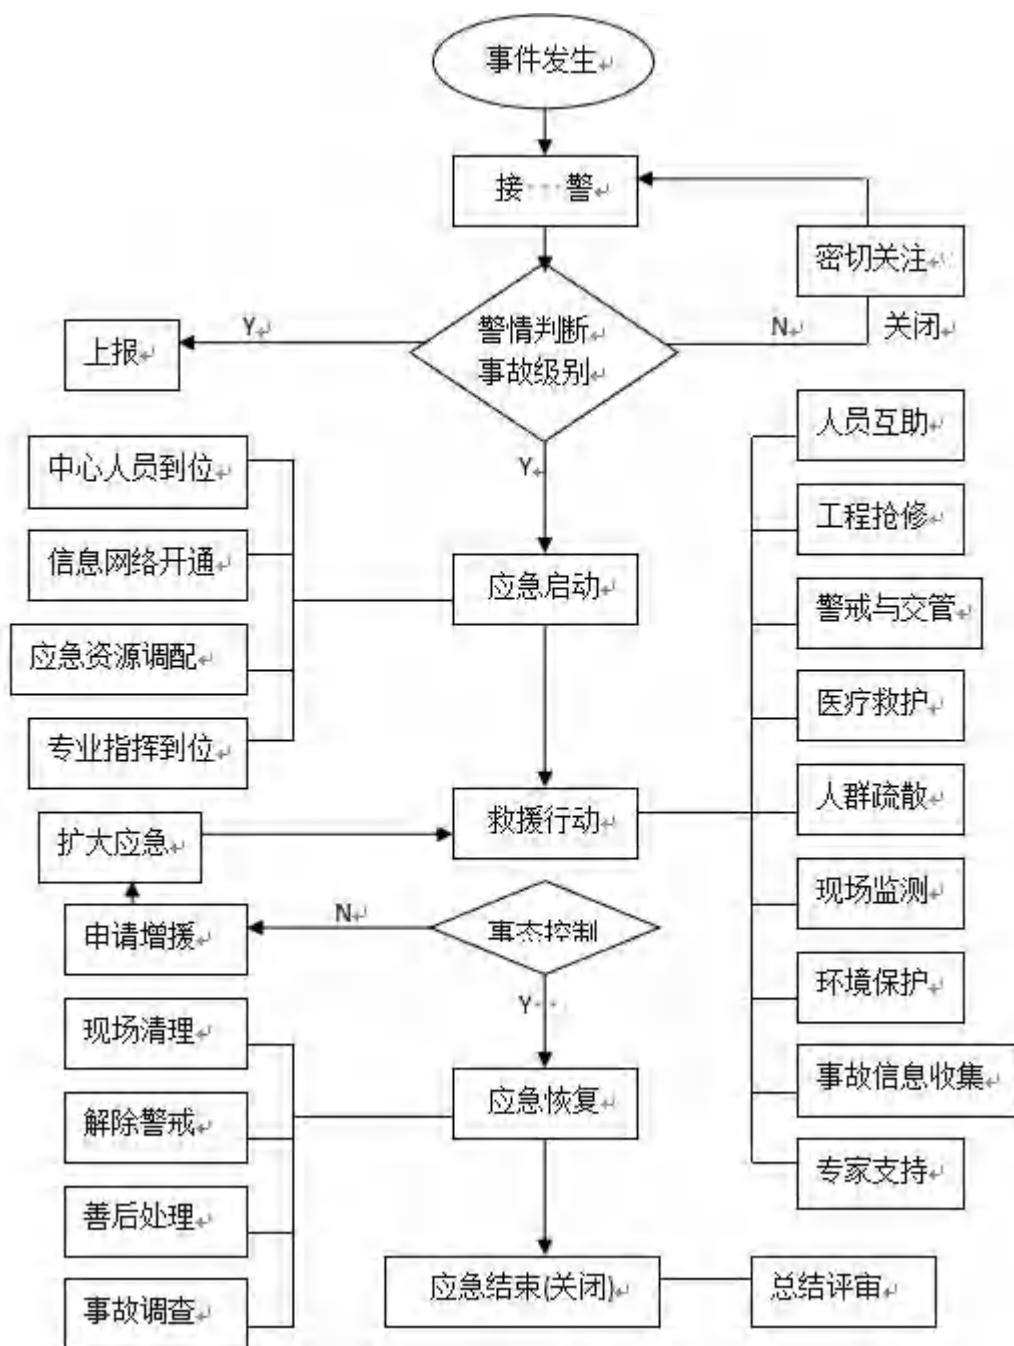 事件发生
接警
密切关注
警情判断
事故级别
Y
N
关闭
上报
人员互助
中心人员到位
Y
工程抢修
信息网络开通
应急启动
警戒与交管
应急资源调配
医疗救护
专业指挥到位
人群疏散
救援行动
扩大应急
现场监测
N
申请增援
事态控制
环境保护
Y
现场清理
事故信息收集
应急恢复
解除警戒
专家支持
善后处理
应急结束(关闭)
总结评审
事故调查